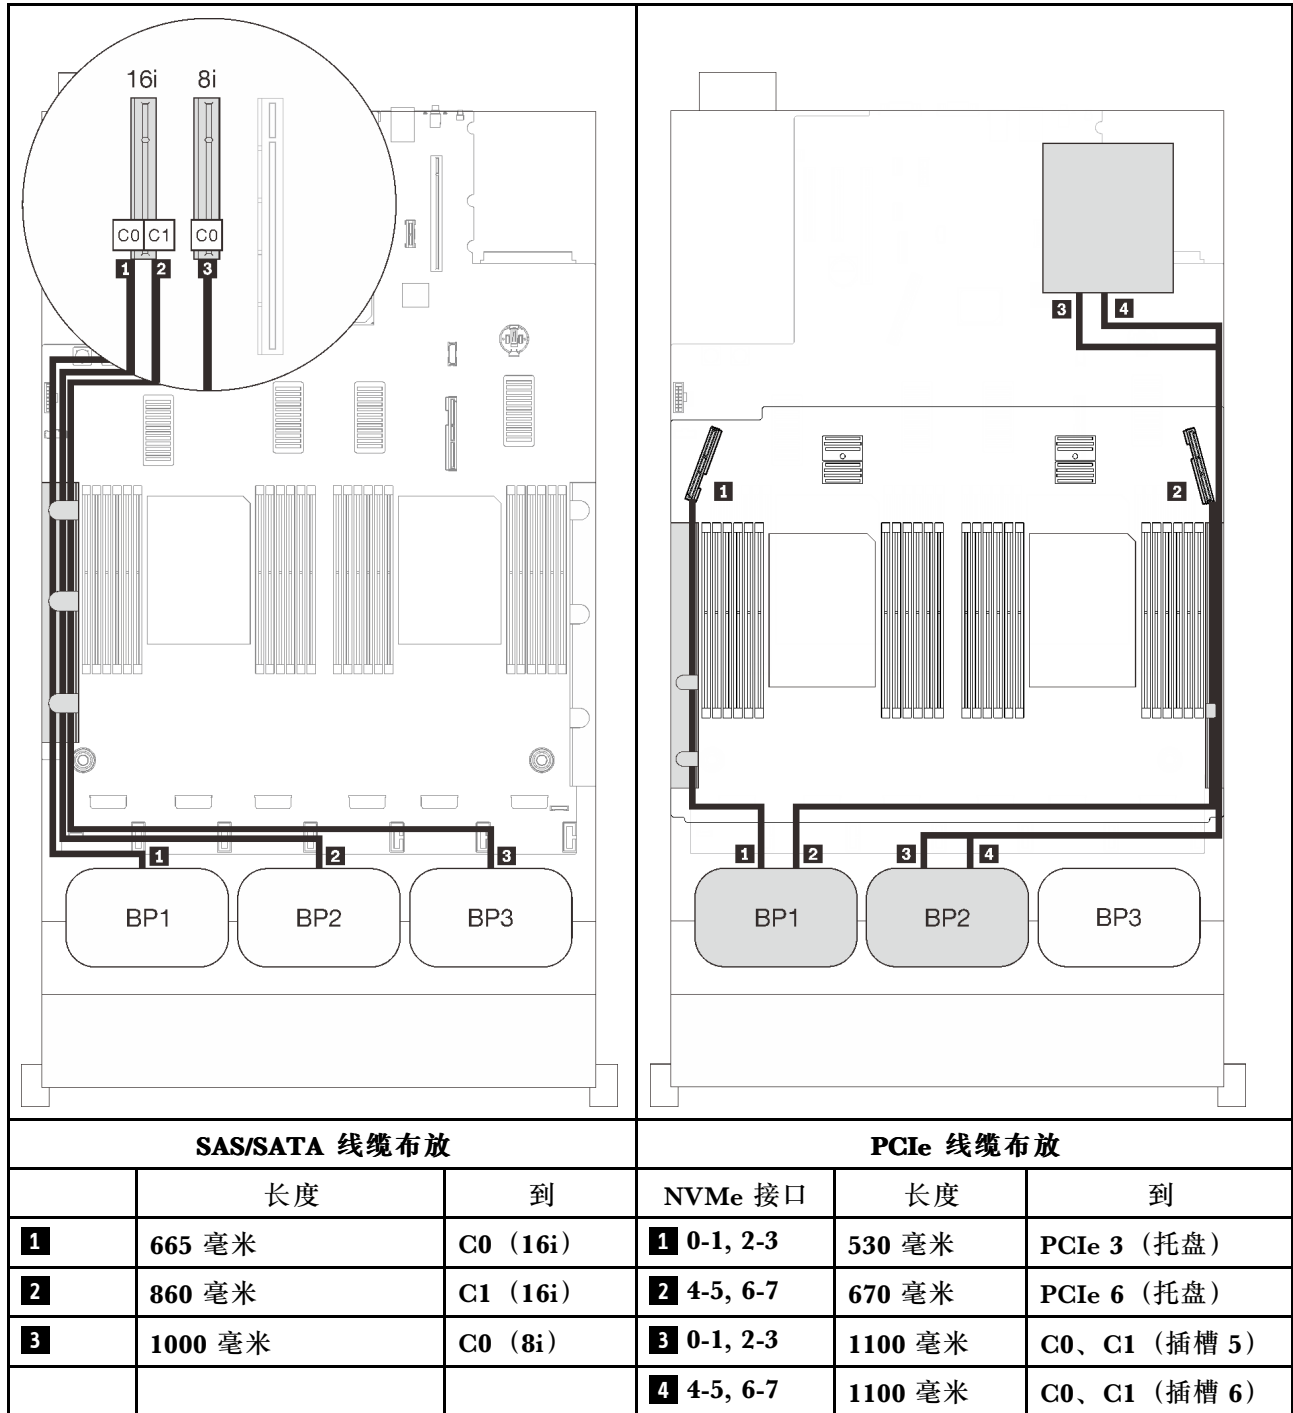 16i 8i
C0 C1 C0
1 2 3
3 4
1 2
1 2 3
1 2 3 4
BP1 BP2 BP3
BP1 BP2 BP3
SAS/SATA 线缆布放 PCIe 线缆布放
长度 到 NVMe 接口 长度 到
1 665 毫米 C0（16i） 1 0-1, 2-3 530 毫米 PCIe 3（托盘）
2 860 毫米 C1（16i） 2 4-5, 6-7 670 毫米 PCIe 6（托盘）
3 1000 毫米 C0（8i） 3 0-1, 2-3 1100 毫米 C0、C1（插槽 5）
4 4-5, 6-7 1100 毫米 C0、C1（插槽 6）